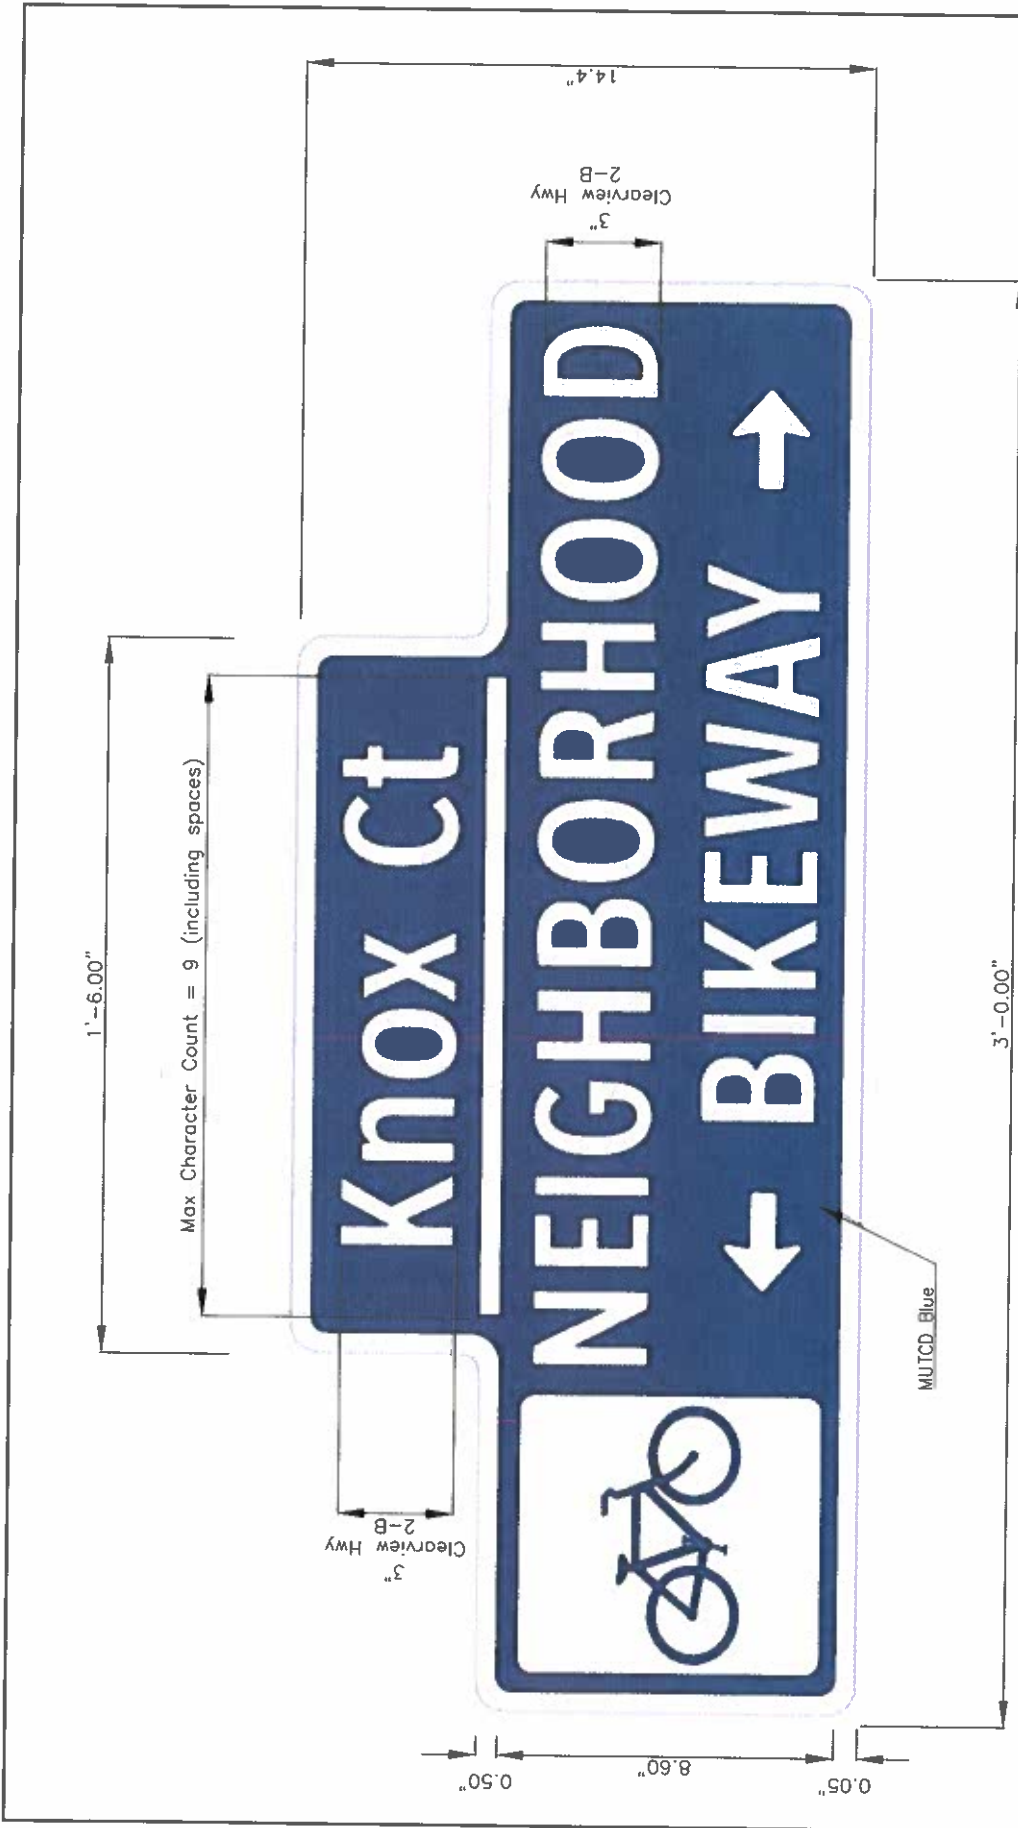 1'-6.00"
Max Character Count = 9 (including spaces)
14.4"
3"
Clearview Hwy
2-B
Knox Ct
3"
Clearview Hwy
2-B
NEIGHBORHOOD
BIKEWAY
0.50"
8.60"
0.05"
MUTCD Blue
3'-0.00"